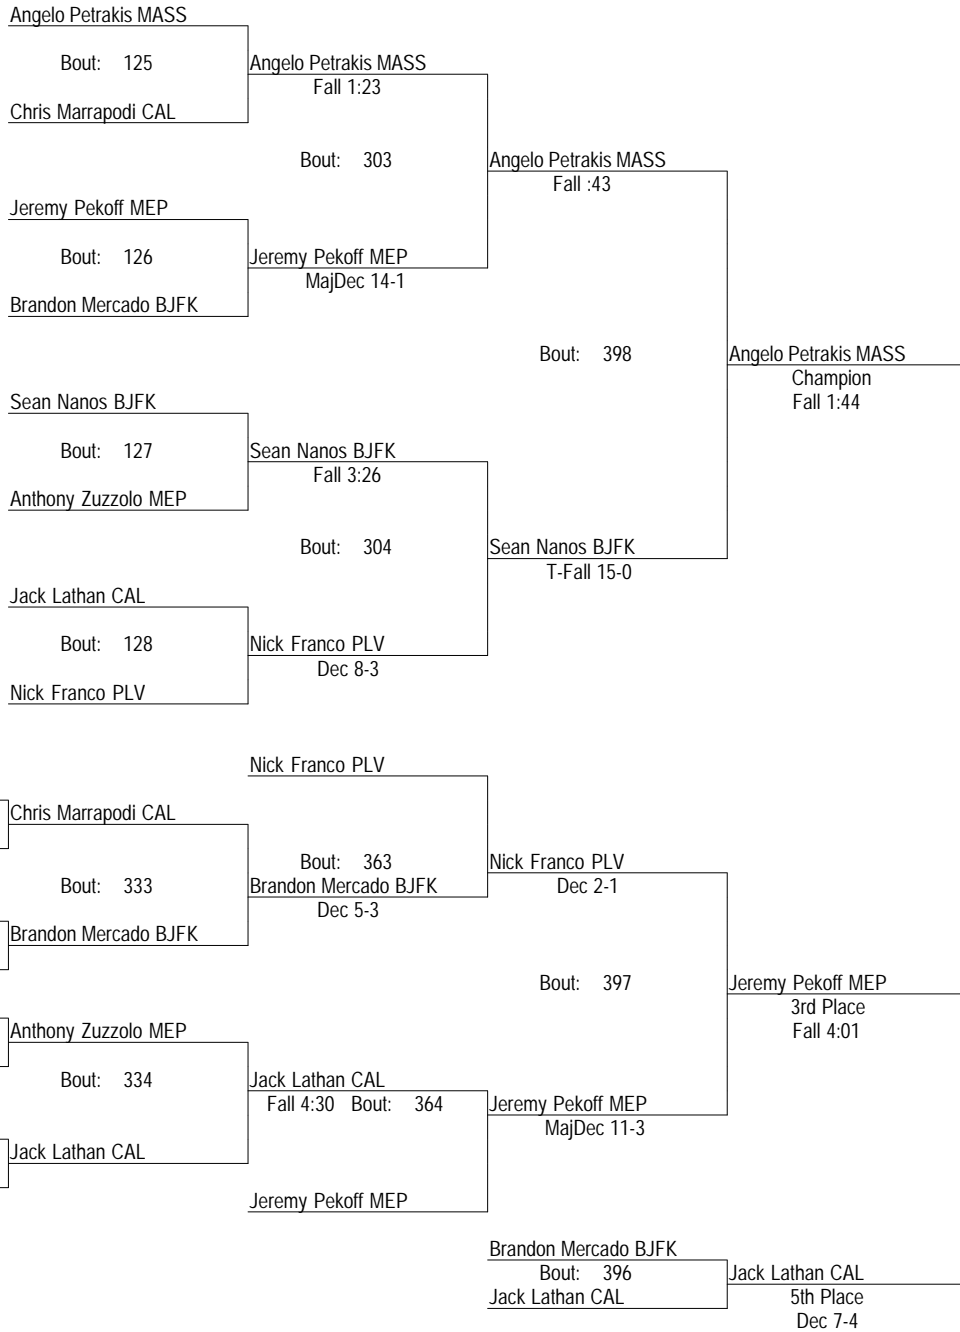 Angelo Petrakis MASS
Bout: 125
Angelo Petrakis MASS
Fall 1:23
Chris Marrapodi CAL
Bout: 303
Angelo Petrakis MASS
Fall :43
Jeremy Pekoff MEP
Bout: 126
Jeremy Pekoff MEP
MajDec 14-1
Brandon Mercado BJFK
Bout: 398
Angelo Petrakis MASS
Champion
Fall 1:44
Sean Nanos BJFK
Bout: 127
Sean Nanos BJFK
Fall 3:26
Anthony Zuzzolo MEP
Bout: 304
Sean Nanos BJFK
T-Fall 15-0
Jack Lathan CAL
Bout: 128
Nick Franco PLV
Dec 8-3
Nick Franco PLV
Nick Franco PLV
Chris Marrapodi CAL
Bout: 363
Nick Franco PLV
Dec 2-1
Bout: 333
Brandon Mercado BJFK
Dec 5-3
Brandon Mercado BJFK
Bout: 397
Jeremy Pekoff MEP
3rd Place
Fall 4:01
Anthony Zuzzolo MEP
Bout: 334
Jack Lathan CAL
Fall 4:30 Bout: 364
Jeremy Pekoff MEP
MajDec 11-3
Jack Lathan CAL
Jeremy Pekoff MEP
Brandon Mercado BJFK
Bout: 396
Jack Lathan CAL
Jack Lathan CAL
5th Place
Dec 7-4